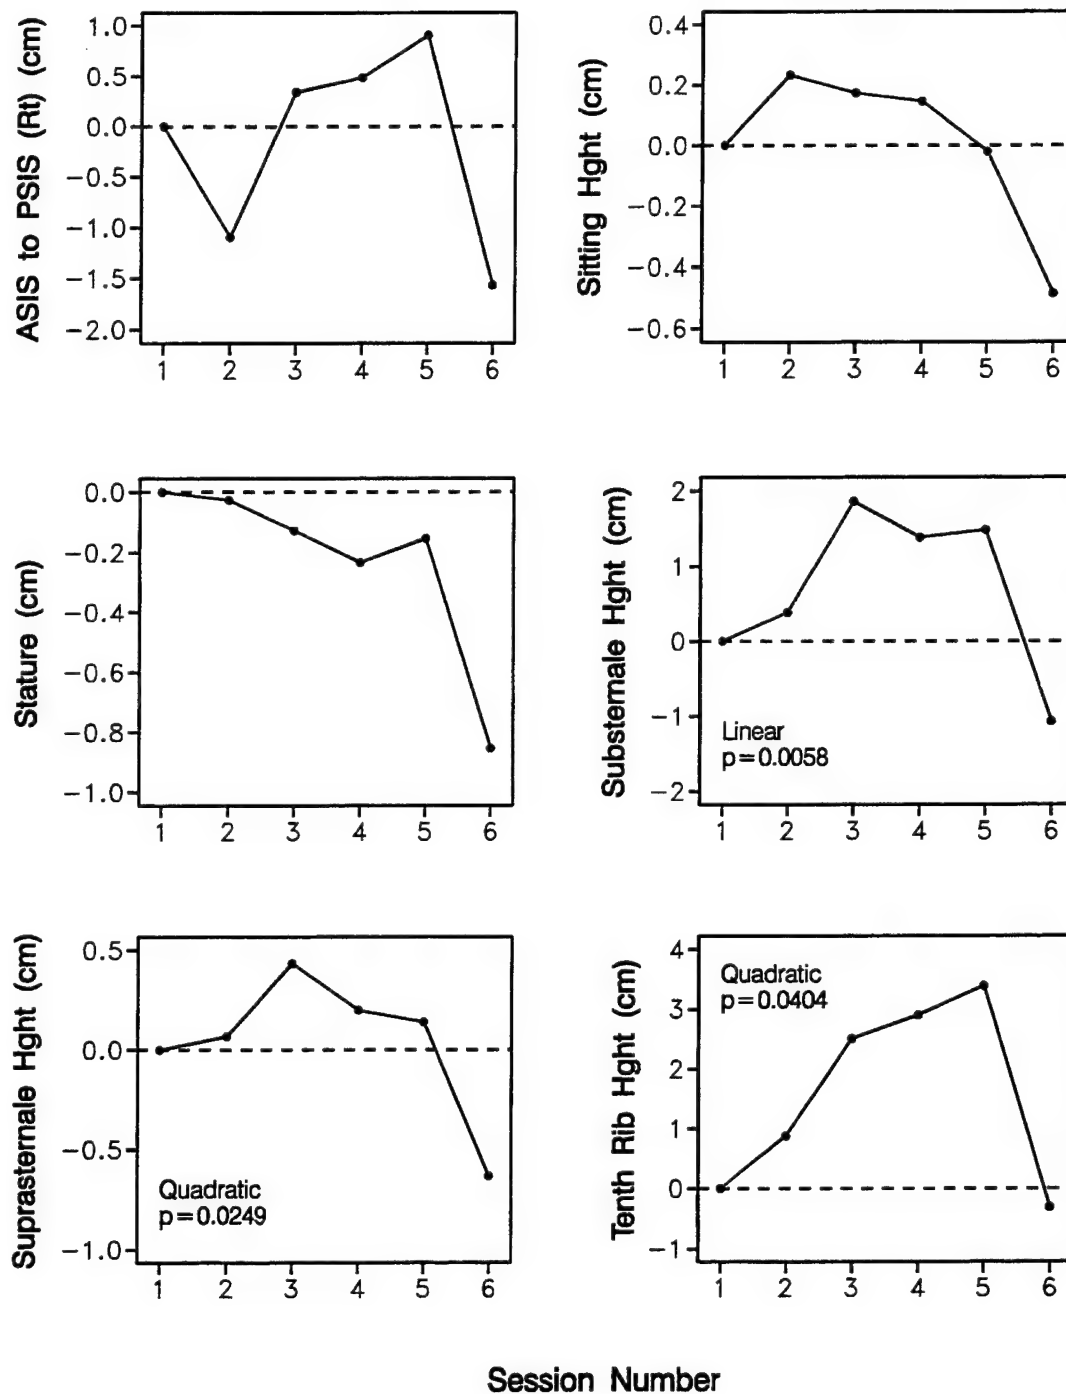 ASIS to PSIS (Rt) (cm)
1.0
0.5
0.0
−0.5
−1.0
−1.5
−2.0
1 2 3 4 5 6
Sitting Hght (cm)
0.4
0.2
0.0
−0.2
−0.4
−0.6
1 2 3 4 5 6
Stature (cm)
0.0
−0.2
−0.4
−0.6
−0.8
−1.0
1 2 3 4 5 6
Substernale Hght (cm)
2
1
0
−1
−2
Linear
p=0.0058
1 2 3 4 5 6
Suprasternale Hght (cm)
0.5
0.0
−0.5
−1.0
Quadratic
p=0.0249
1 2 3 4 5 6
Tenth Rib Hght (cm)
4
3
2
1
0
−1
Quadratic
p=0.0404
1 2 3 4 5 6
Session Number